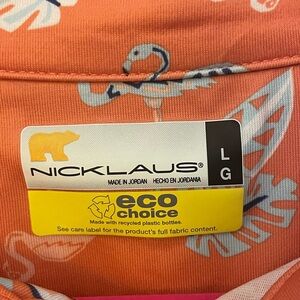 NICKLAUS®
MADE IN JORDAN HECHO EN JORDANIA
L
G
eco
choice
Made with recycled plastic bottles.
See care label for the product's full fabric content.